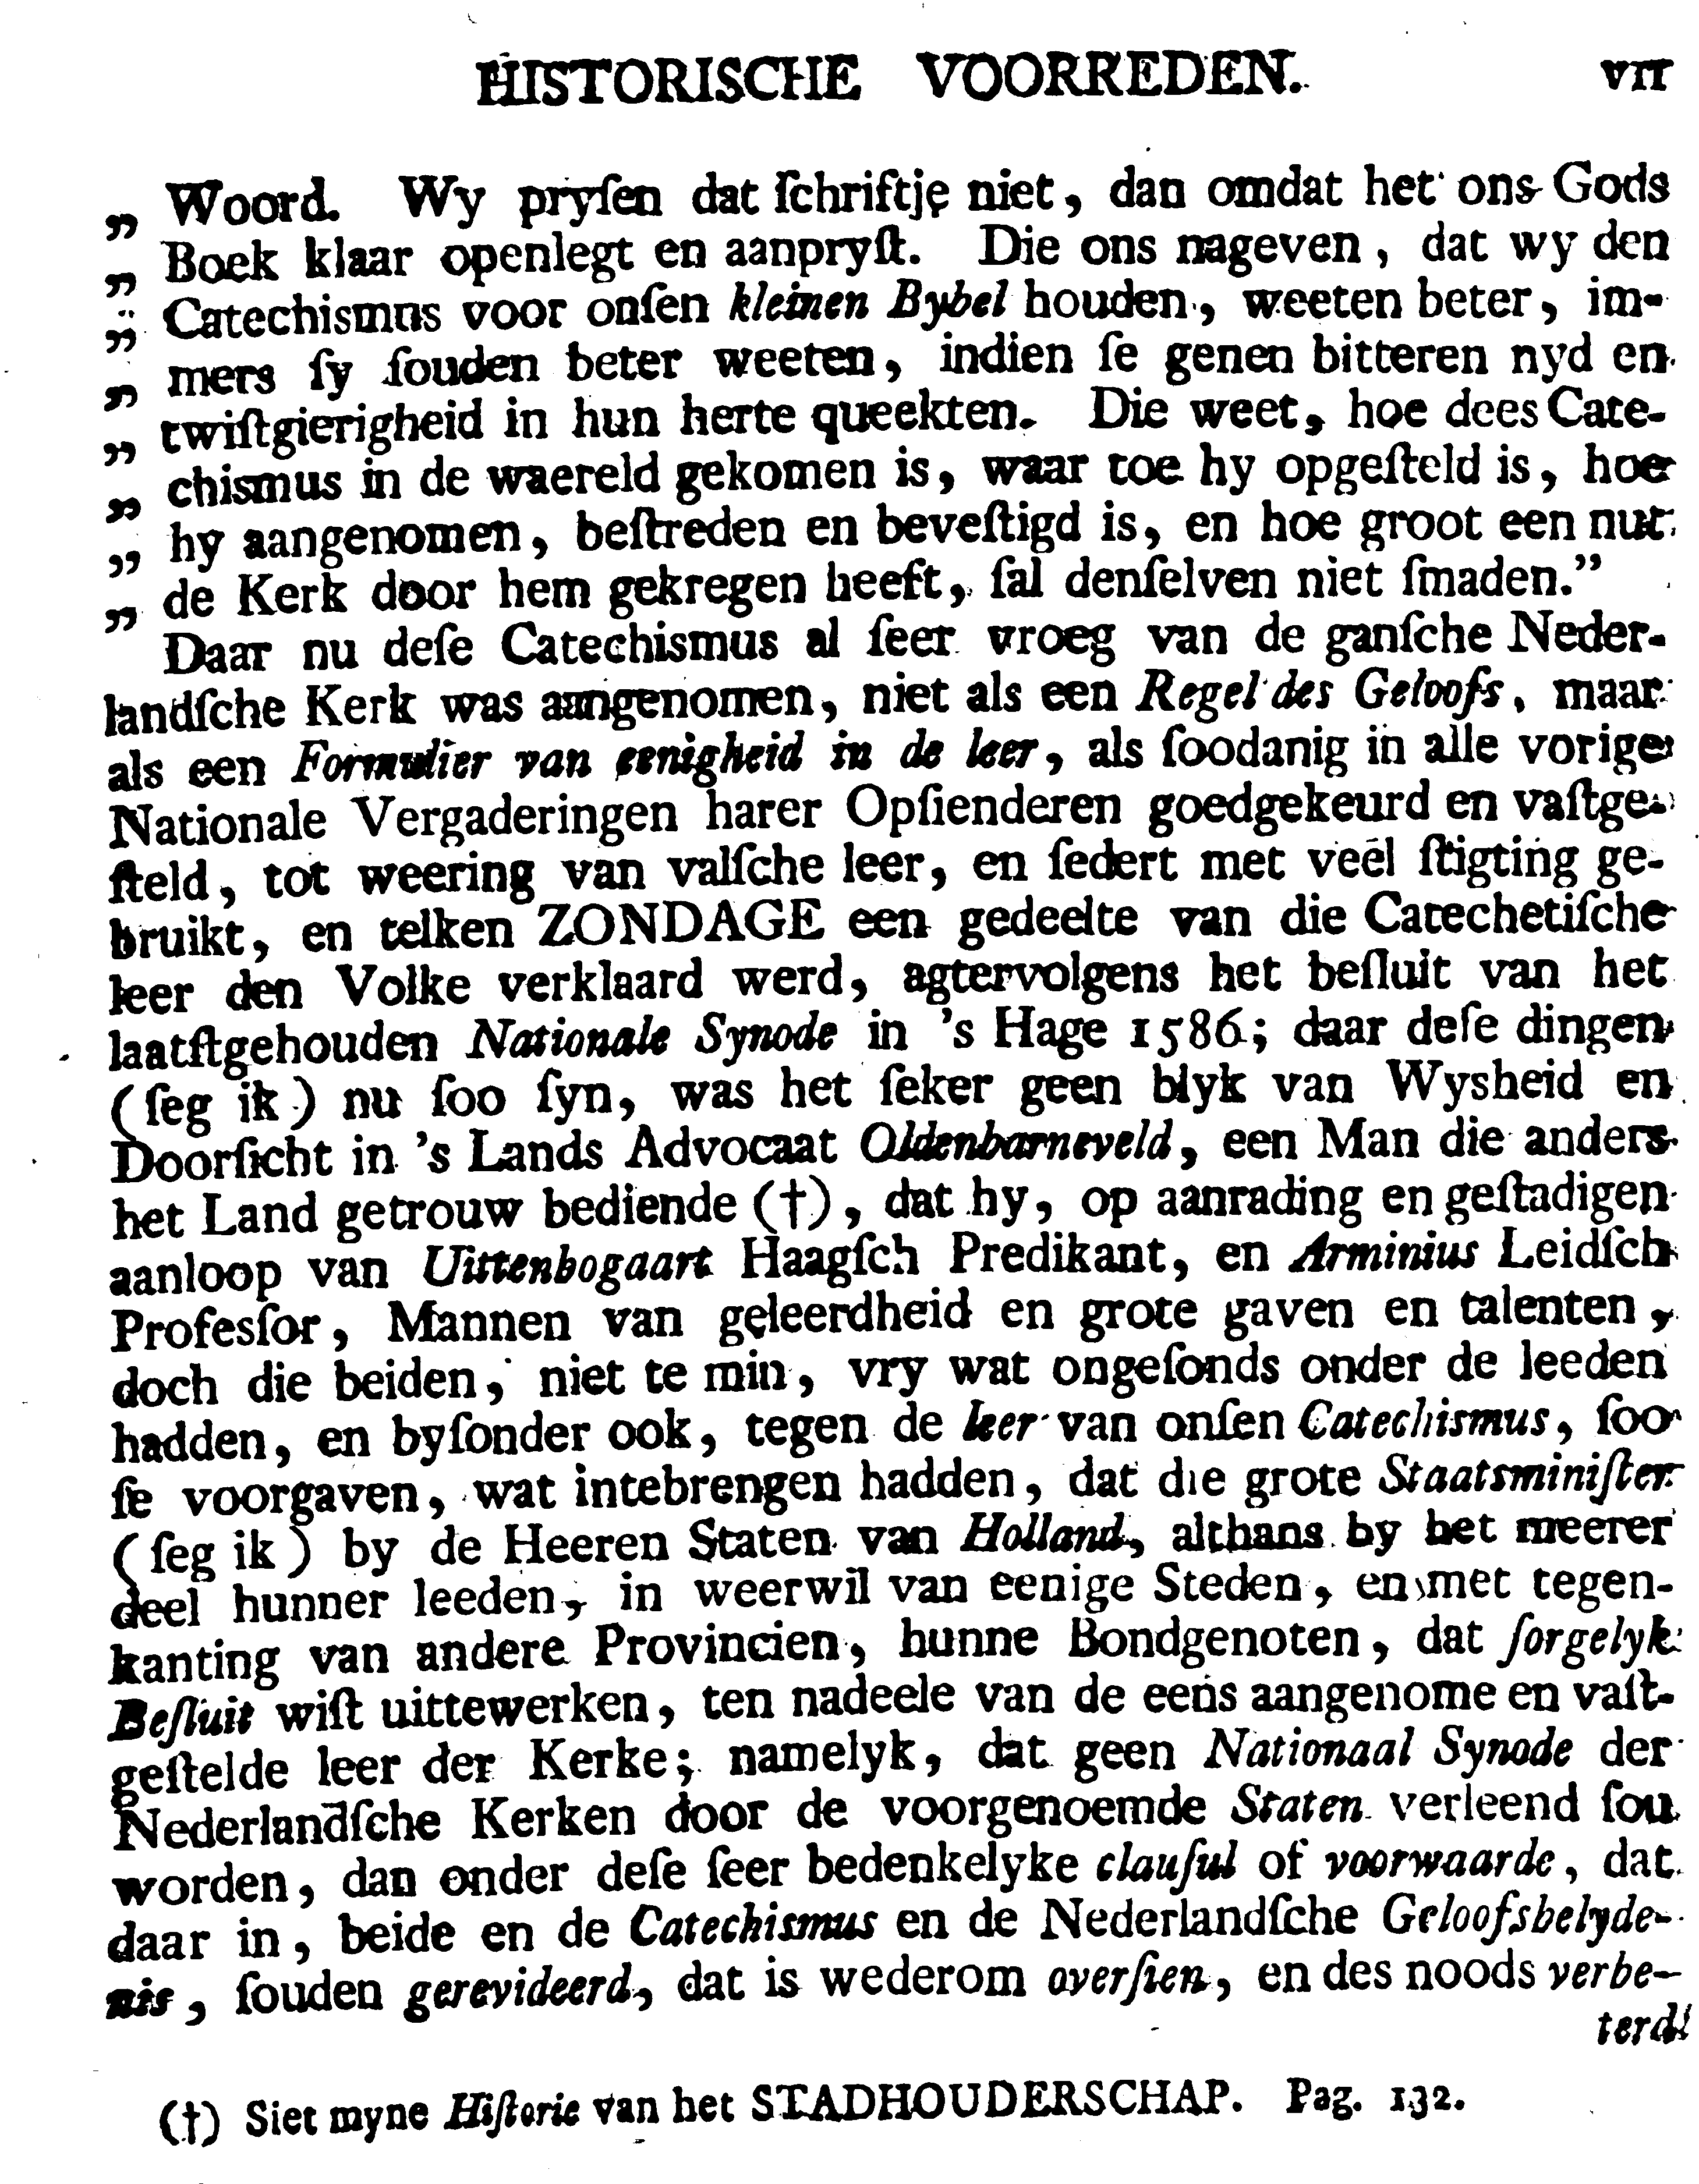 HISTORISCHE VOORREDEN. VII
„ Woord. Wy pryſen dat ſchriftje niet, dan omdat het ons Gods
„ Boek klaar openlegt en aanpryſt. Die ons nageven, dat wy den
„ Catechismus voor onſen kleinen Bybel houden, weeten beter, im-
„ mers ſy ſouden beter weeten, indien ſe genen bitteren nyd en
„ twiſtgierigheid in hun herte queekten. Die weet, hoe dees Cate-
„ chismus in de waereld gekomen is, waar toe hy opgeſteld is, hoe
„ hy aangenomen, beſtreden en beveſtigd is, en hoe groot een nut
„ de Kerk door hem gekregen heeft, ſal denſelven niet ſmaden.”
Daar nu deſe Catechismus al ſeer vroeg van de ganſche Neder-
landſche Kerk was aangenomen, niet als een Regel des Geloofs, maar
als een Formulier van eenigheid in de leer, als ſoodanig in alle vorige
Nationale Vergaderingen harer Opſienderen goedgekeurd en vaſtge-
ſteld, tot weering van valſche leer, en ſedert met veel ſtigting ge-
bruikt, en telken ZONDAGE een gedeelte van die Catechetiſche
leer den Volke verklaard werd, agtervolgens het beſluit van het
laatſtgehouden Nationale Synode in 's Hage 1586; daar deſe dingen
(ſeg ik) nu ſoo ſyn, was het ſeker geen blyk van Wysheid en
Doorſicht in 's Lands Advocaat Oldenbarneveld, een Man die anders
het Land getrouw bediende (†), dat hy, op aanrading en geſtadigen
aanloop van Uittenbogaart Haagſch Predikant, en Arminius Leidſch
Profesſor, Mannen van geleerdheid en grote gaven en talenten,
doch die beiden, niet te min, vry wat ongeſonds onder de leeden
hadden, en byſonder ook, tegen de leer van onſen Catechismus, ſoo
ſe voorgaven, wat intebrengen hadden, dat die grote Staatsminiſter
(ſeg ik) by de Heeren Staten van Holland, althans by het meerer
deel hunner leeden, in weerwil van eenige Steden, en met tegen-
kanting van andere Provincien, hunne Bondgenoten, dat ſorgelyk
Beſluit wiſt uittewerken, ten nadeele van de eens aangenome en vaſt-
geſtelde leer der Kerke; namelyk, dat geen Nationaal Synode der
Nederlandſche Kerken door de voorgenoemde Staten verleend ſou
worden, dan onder deſe ſeer bedenkelyke clauſul of voorwaarde, dat
daar in, beide en de Catechismus en de Nederlandſche Geloofsbelyde-
nis, ſouden gerevideerd, dat is wederom overſien, en des noods verbe-
terd!
(†) Siet myne Hiſtorie van het STADHOUDERSCHAP. Pag. 132.